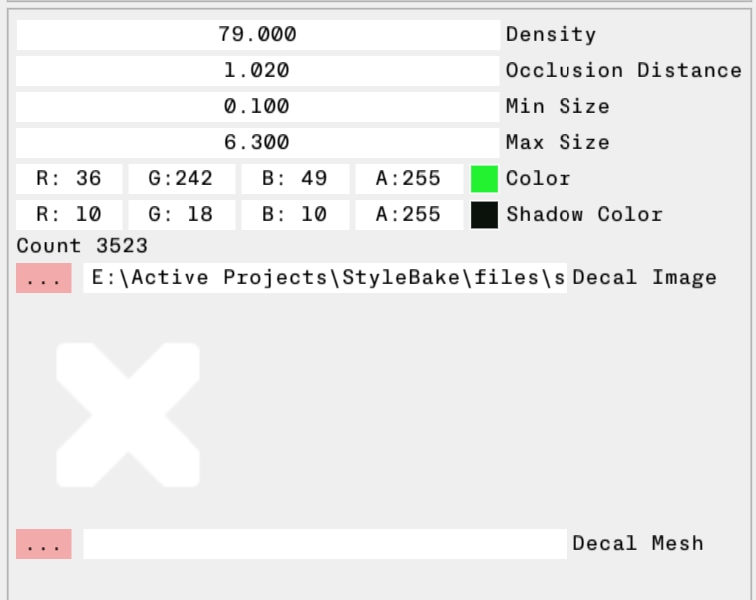 79.000 Density
1.020 Occlusion Distance
0.100 Min Size
6.300 Max Size
R: 36 G:242 B: 49 A:255 Color
R: 10 G: 18 B: 10 A:255 Shadow Color
Count 3523
... E:\Active Projects\StyleBake\files\s Decal Image
... Decal Mesh